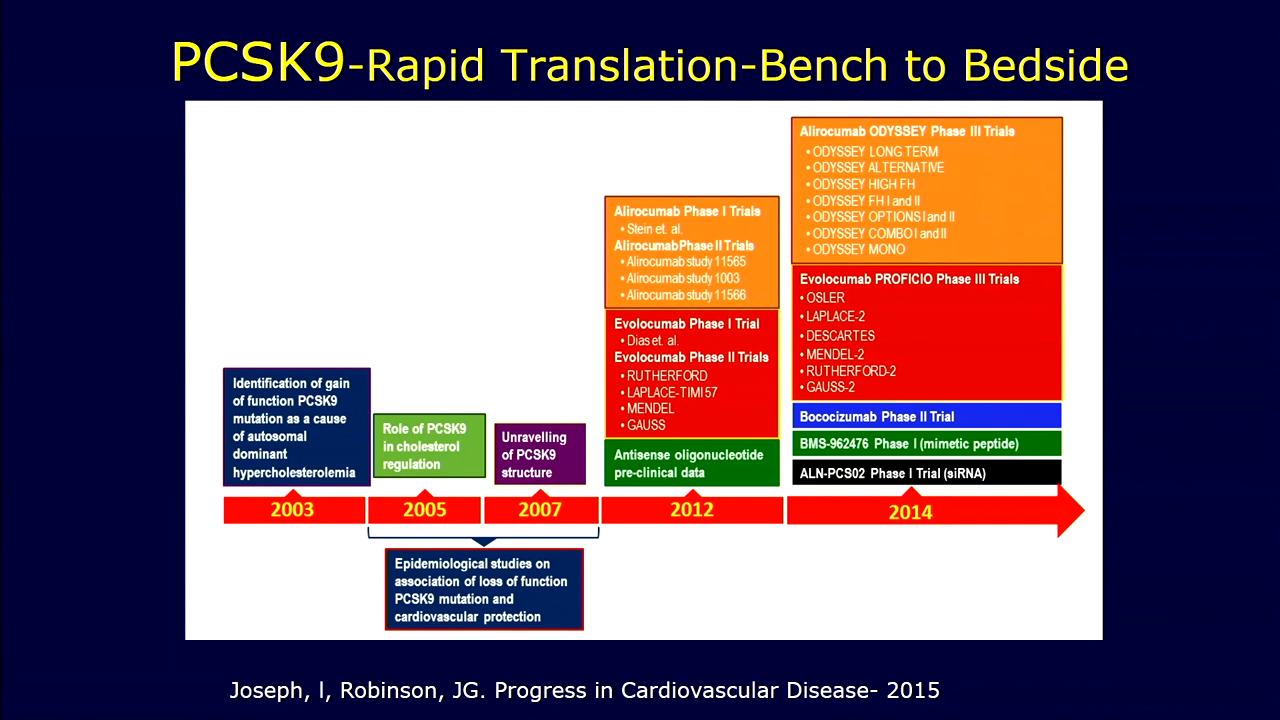 PCSK9-Rapid Translation-Bench to Bedside
Identification of gain
of function PCSK9
mutation as a cause
of autosomal
dominant
hypercholesterolemia
Role of PCSK9
in cholesterol
regulation
Unravelling
of PCSK9
structure
Alirocumab Phase I Trials
• Stein et. al.
Alirocumab Phase II Trials
• Alirocumab study 11565
• Alirocumab study 1003
• Alirocumab study 11566
Evolocumab Phase I Trial
• Dias et. al.
Evolocumab Phase II Trials
• RUTHERFORD
• LAPLACE-TIMI 57
• MENDEL
• GAUSS
Antisense oligonucleotide
pre-clinical data
Alirocumab ODYSSEY Phase III Trials
• ODYSSEY LONG TERM
• ODYSSEY ALTERNATIVE
• ODYSSEY HIGH FH
• ODYSSEY FH I and II
• ODYSSEY OPTIONS I and II
• ODYSSEY COMBO I and II
• ODYSSEY MONO
Evolocumab PROFICIO Phase III Trials
• OSLER
• LAPLACE-2
• DESCARTES
• MENDEL-2
• RUTHERFORD-2
• GAUSS-2
Bococizumab Phase II Trial
BMS-962476 Phase I (mimetic peptide)
ALN-PCS02 Phase I Trial (siRNA)
2003
2005
2007
2012
2014
Epidemiological studies on
association of loss of function
PCSK9 mutation and
cardiovascular protection
Joseph, l, Robinson, JG. Progress in Cardiovascular Disease- 2015